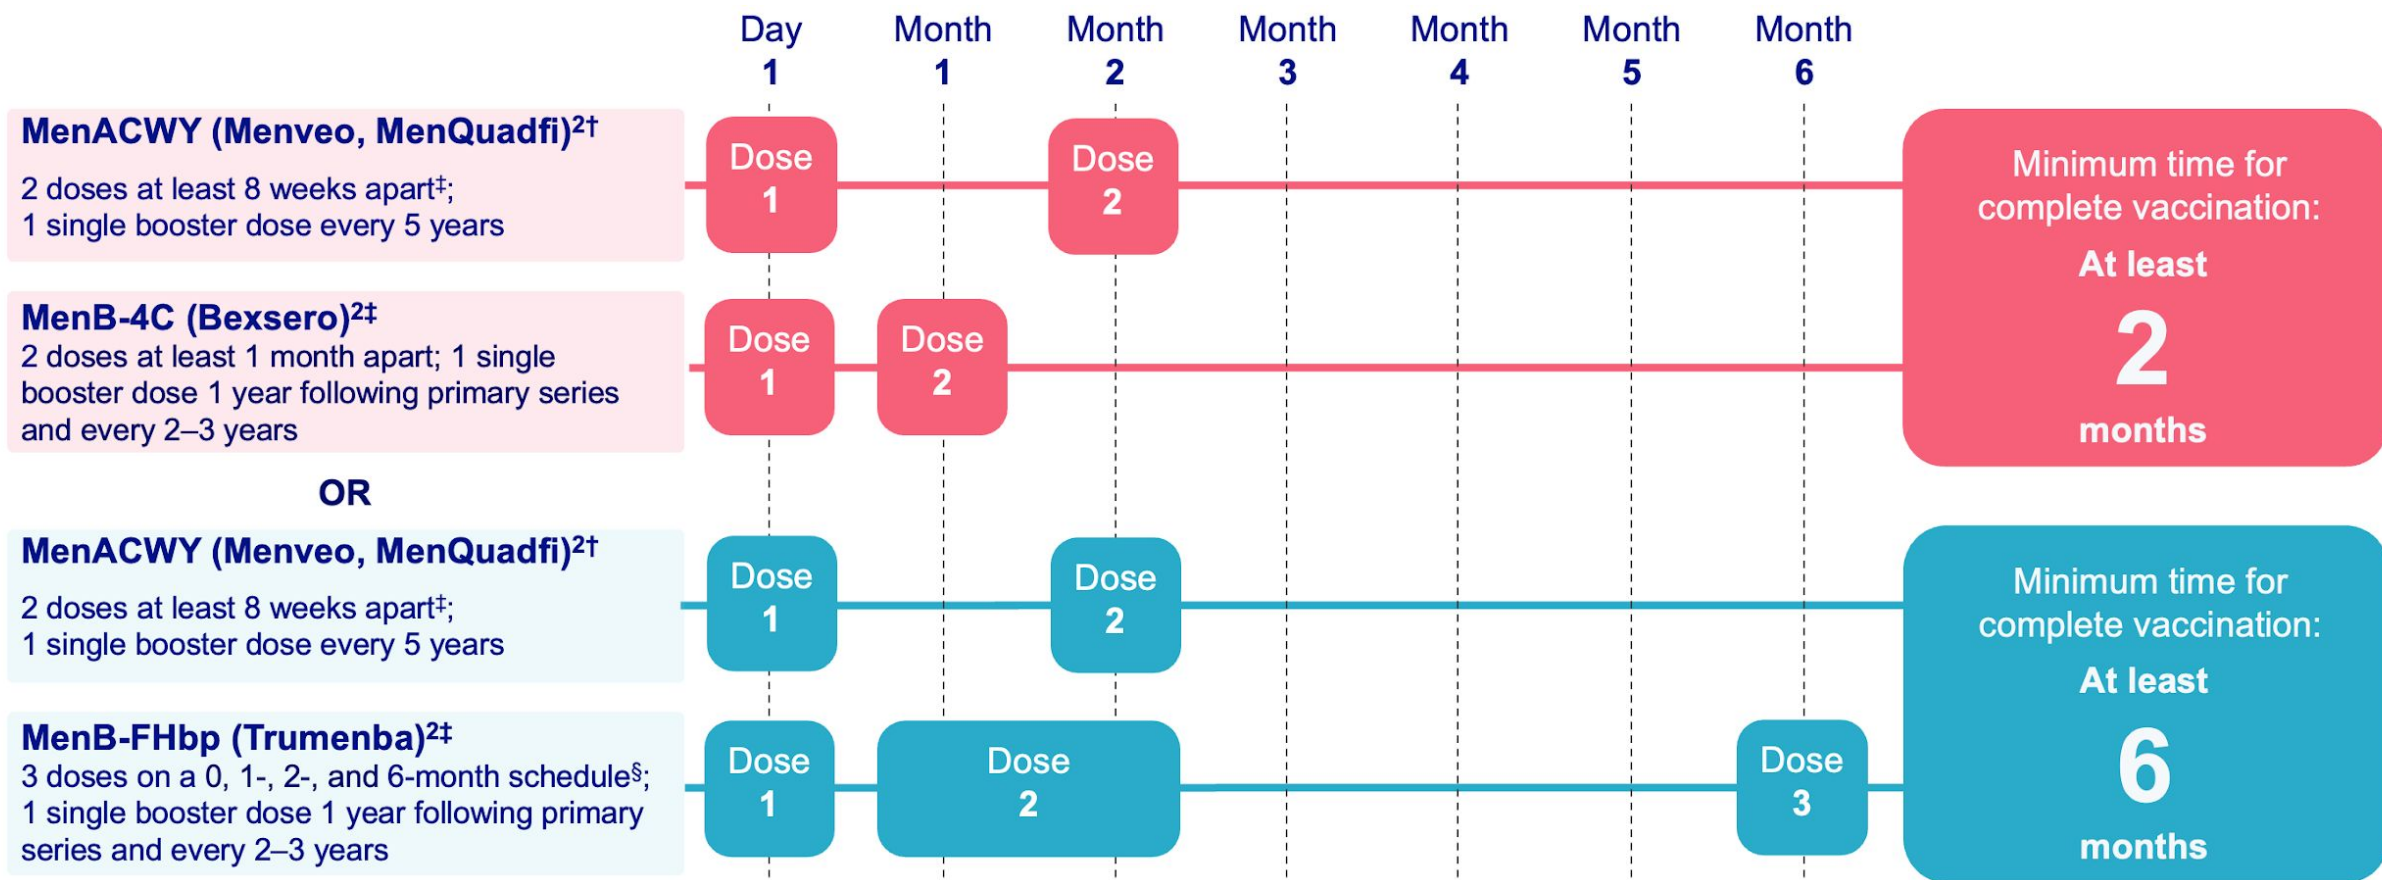 Day Month Month Month Month Month Month
1 1 2 3 4 5 6
MenACWY (Menveo, MenQuadfi)²†
2 doses at least 8 weeks apart‡;
1 single booster dose every 5 years
Dose
1
Dose
2
MenB-4C (Bexsero)²‡
2 doses at least 1 month apart; 1 single
booster dose 1 year following primary series
and every 2–3 years
Dose
1
Dose
2
Minimum time for
complete vaccination:
At least
2
months
OR
MenACWY (Menveo, MenQuadfi)²†
2 doses at least 8 weeks apart‡;
1 single booster dose every 5 years
Dose
1
Dose
2
MenB-FHbp (Trumenba)²‡
3 doses on a 0, 1-, 2-, and 6-month schedule§;
1 single booster dose 1 year following primary
series and every 2–3 years
Dose
1
Dose
2
Dose
3
Minimum time for
complete vaccination:
At least
6
months